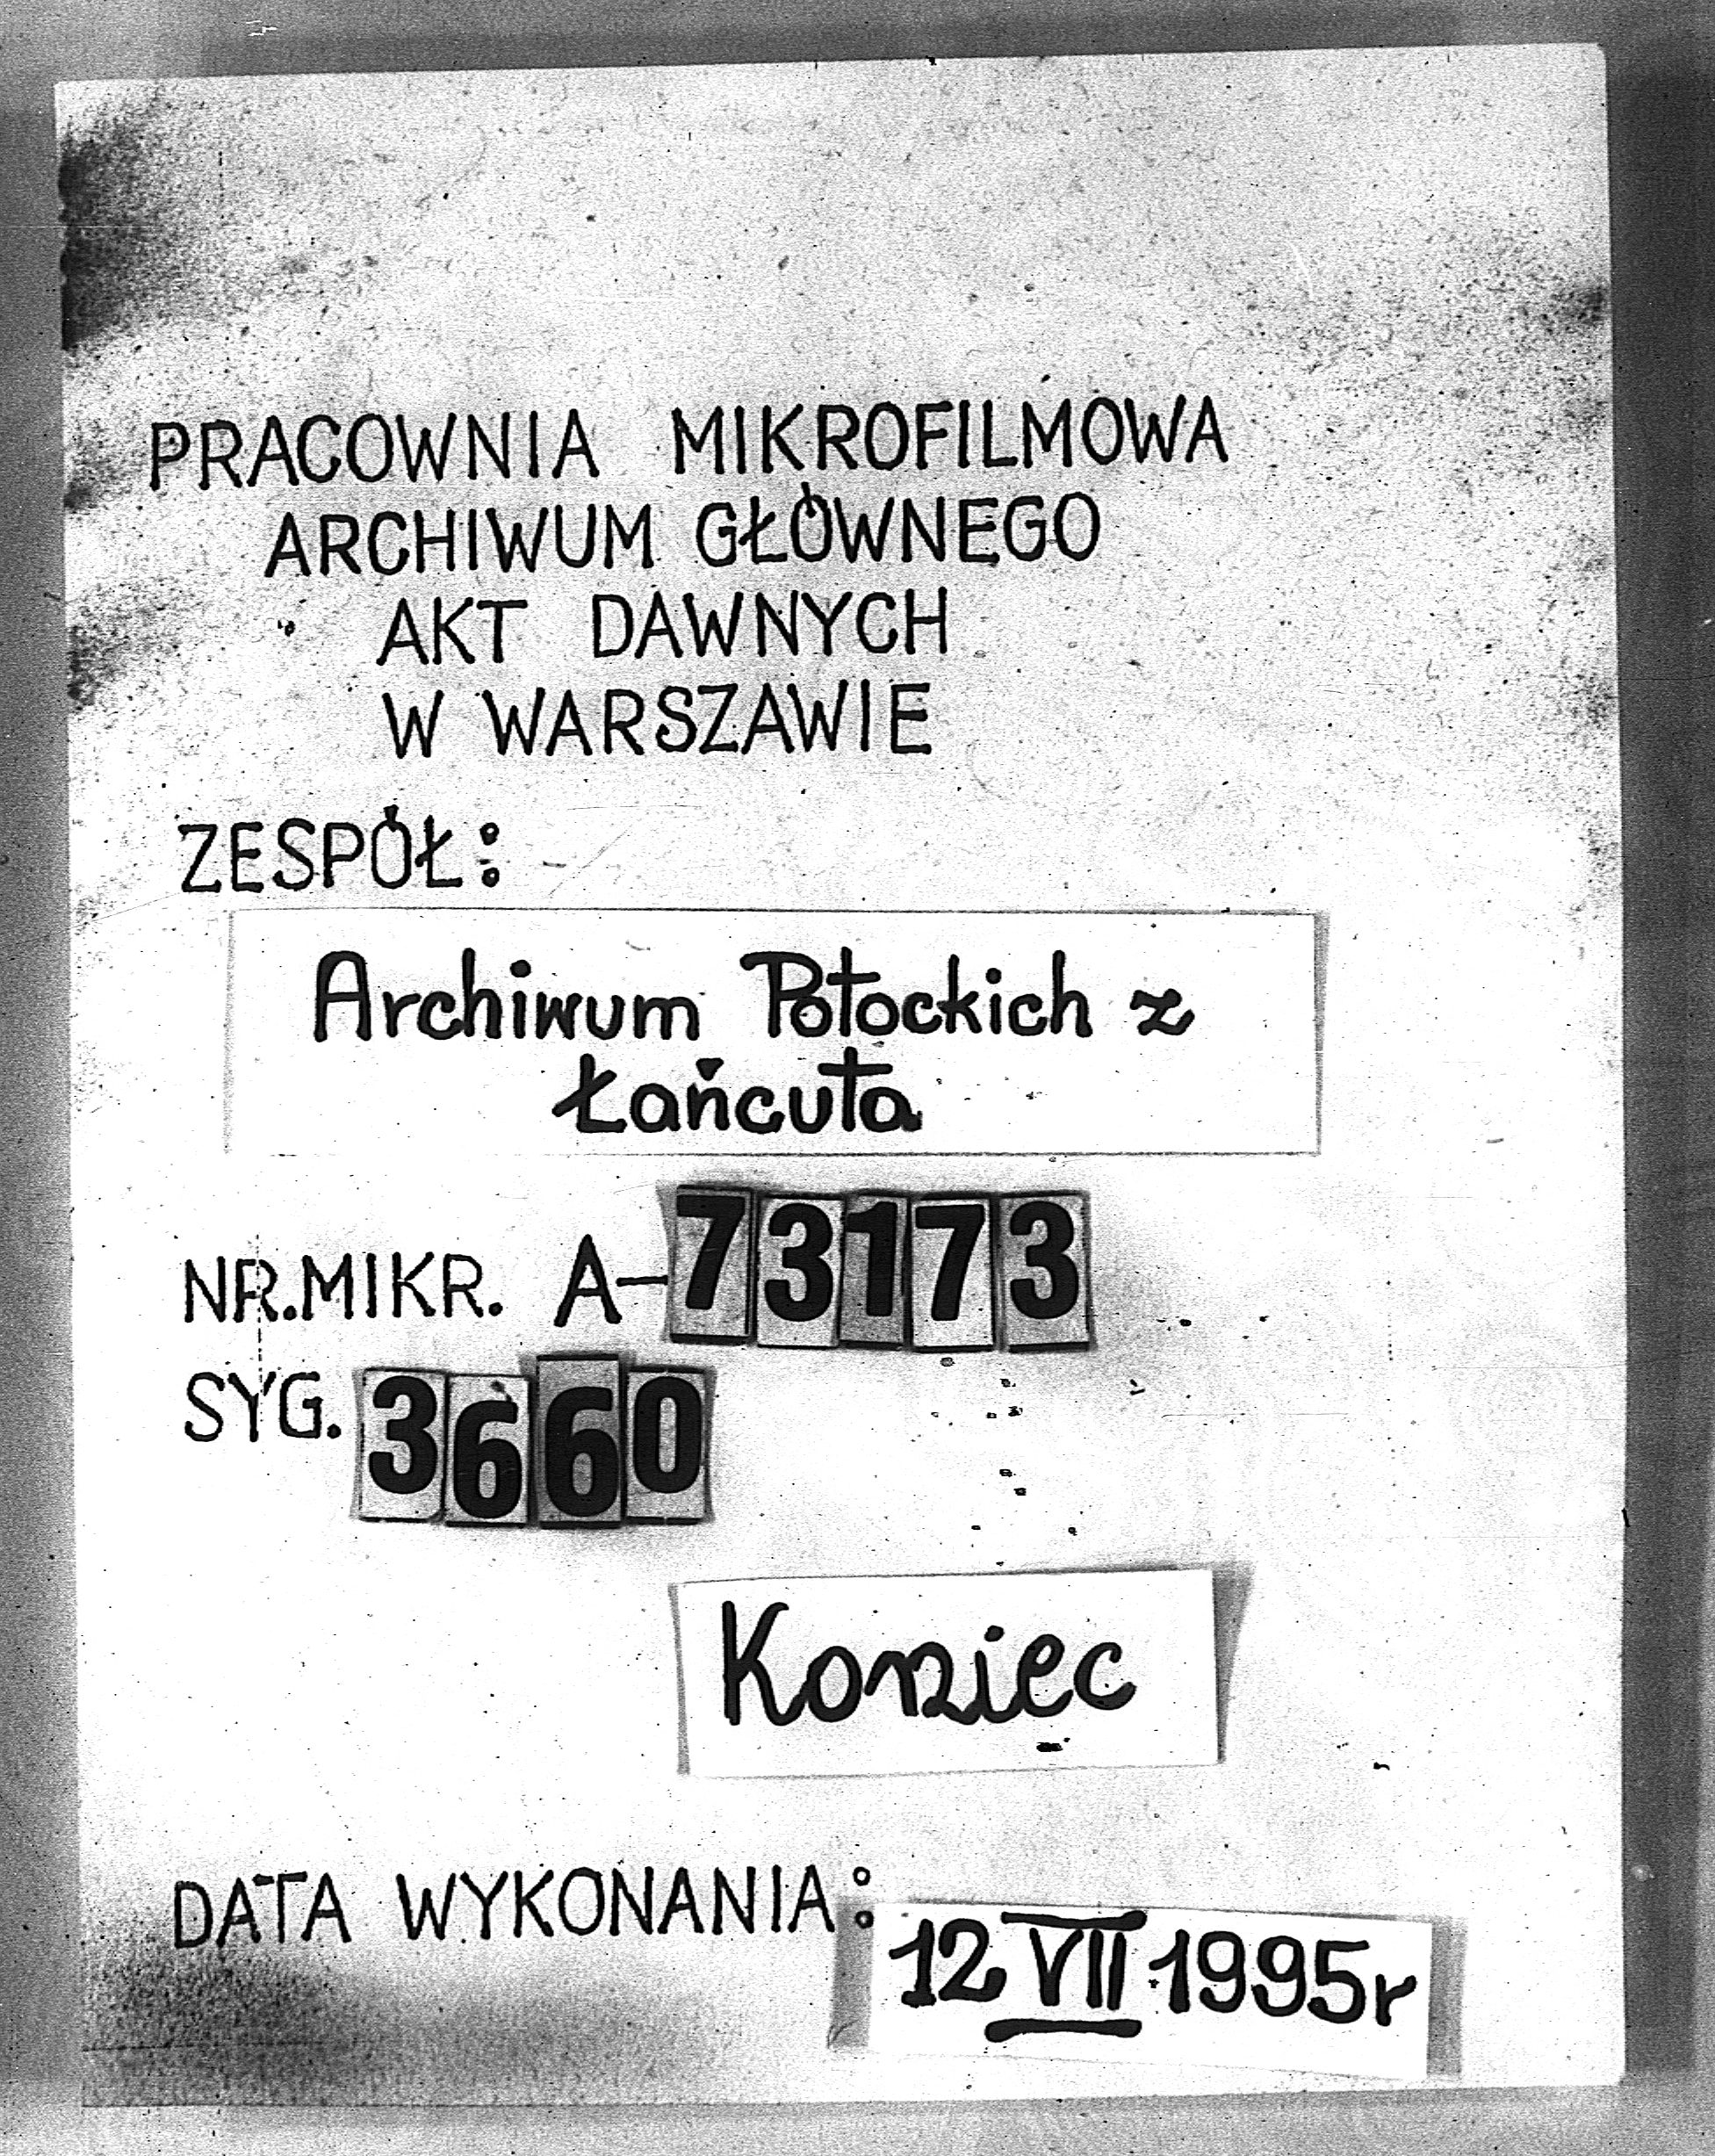 PRACOWNIA MIKROFILMOWA
ARCHIWUM GŁÓWNEGO
AKT DAWNYCH
W WARSZAWIE
ZESPÓŁ:
Archiwum Potockich z
Łańcuta
NR.MIKR. A-73173
SYG. 3660
Koniec
DATA WYKONANIA: 12 VII 1995r